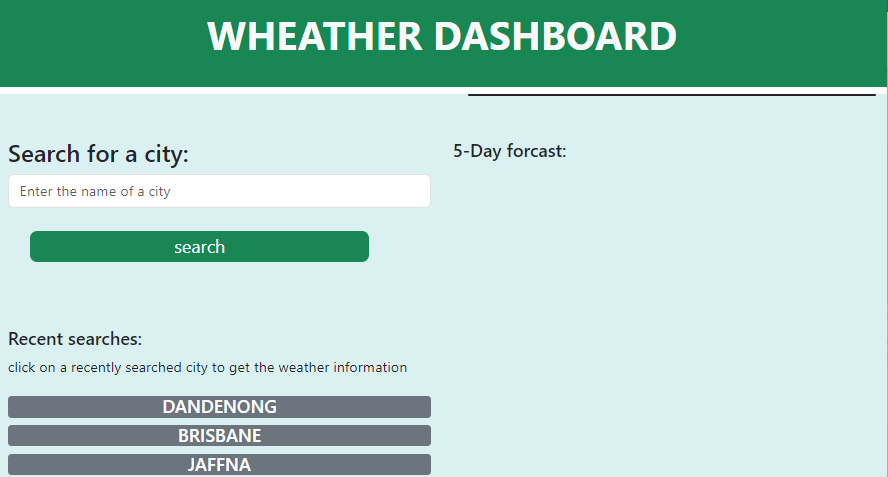 WHEATHER DASHBOARD
Search for a city:
Enter the name of a city
search
Recent searches:
click on a recently searched city to get the weather information
DANDENONG
BRISBANE
JAFFNA
5-Day forcast: